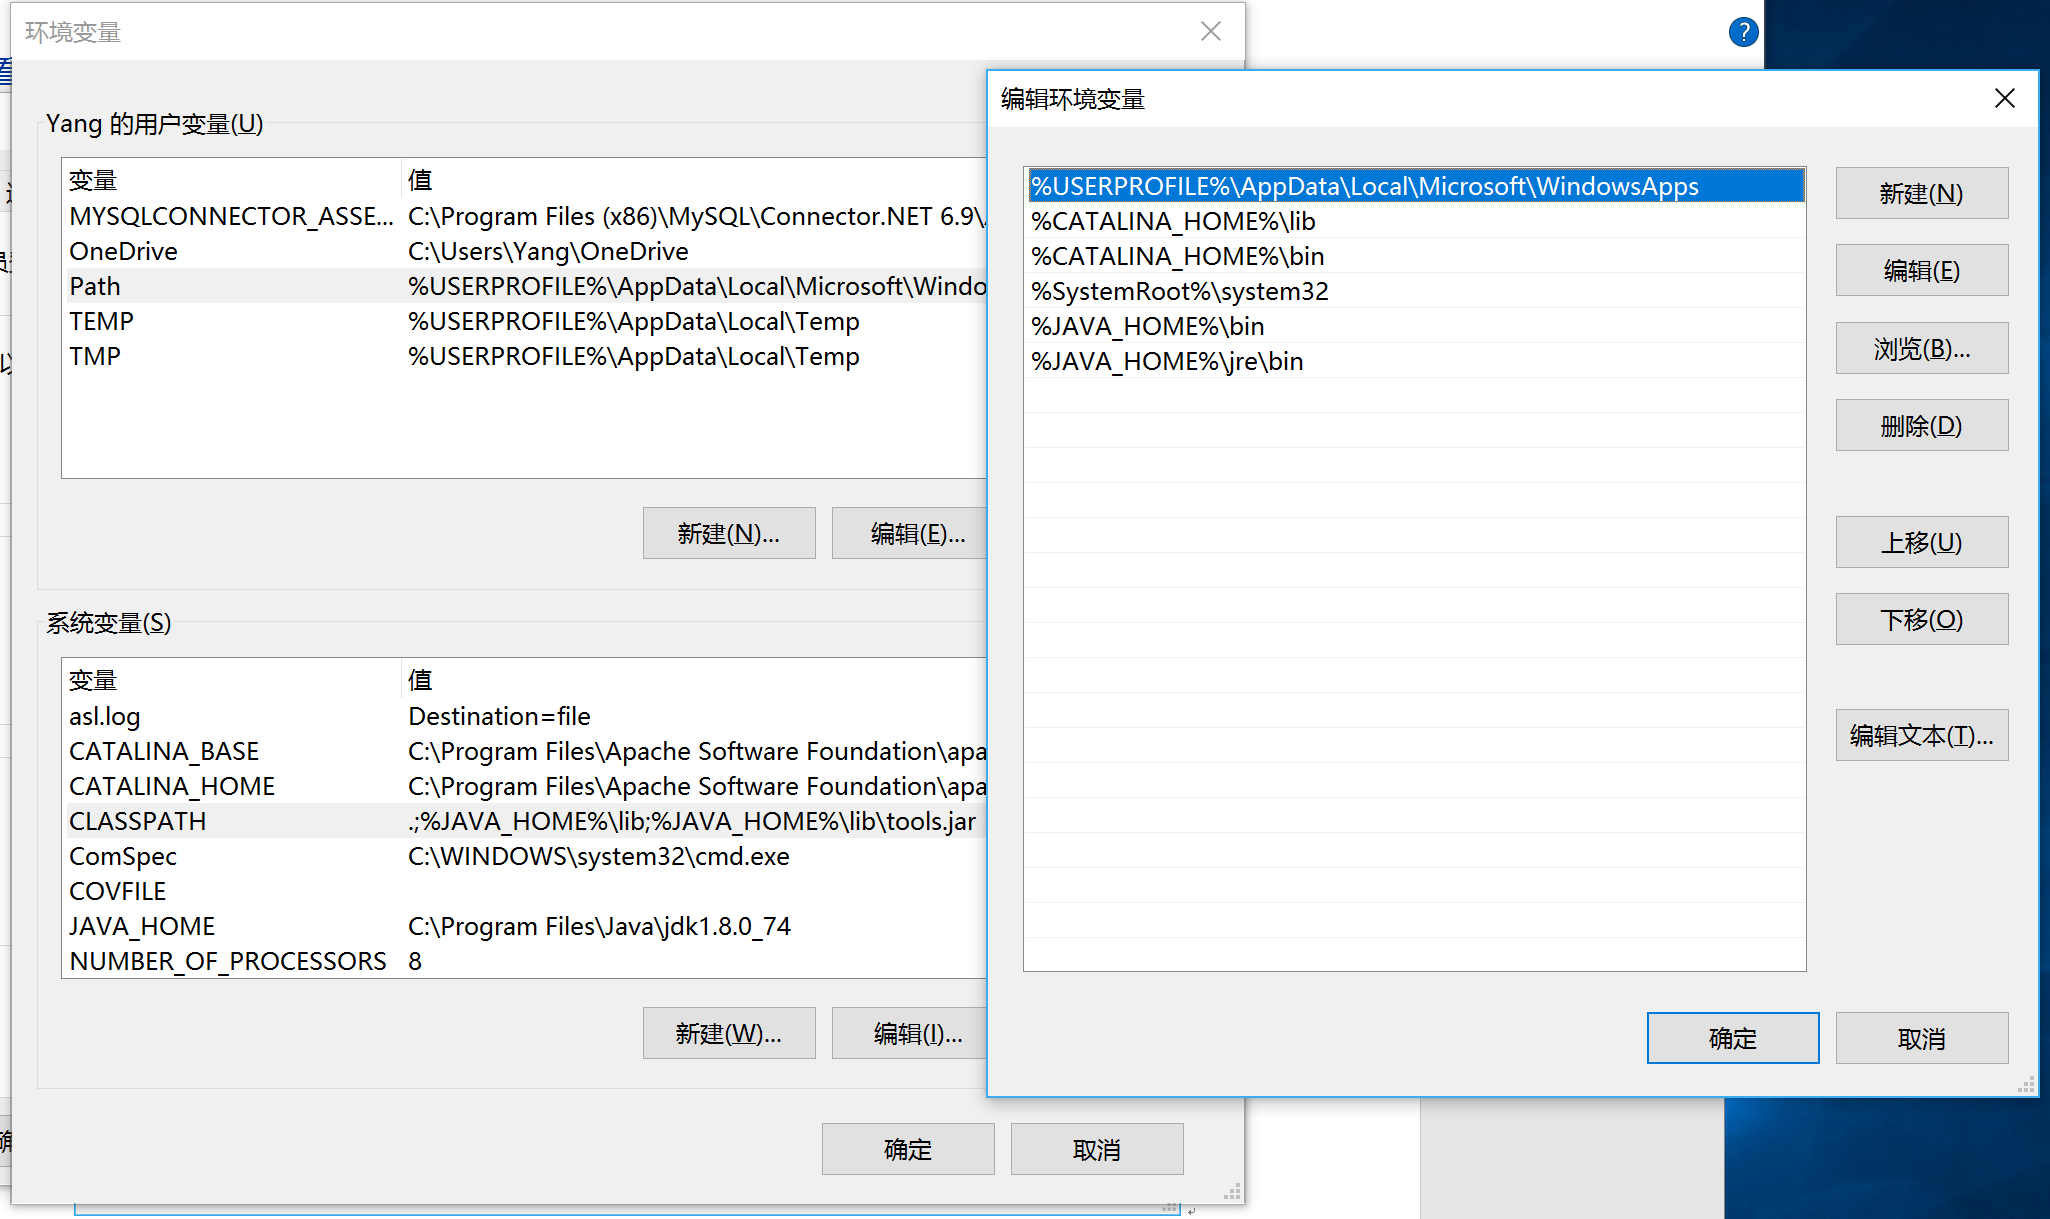 环境变量
Yang 的用户变量(U)
变量 值
MYSQLCONNECTOR_ASSE... C:\Program Files (x86)\MySQL\Connector.NET 6.9\
OneDrive C:\Users\Yang\OneDrive
Path %USERPROFILE%\AppData\Local\Microsoft\Windo
TEMP %USERPROFILE%\AppData\Local\Temp
TMP %USERPROFILE%\AppData\Local\Temp
新建(N)... 编辑(E)...
系统变量(S)
变量 值
asl.log Destination=file
CATALINA_BASE C:\Program Files\Apache Software Foundation\apa
CATALINA_HOME C:\Program Files\Apache Software Foundation\apa
CLASSPATH .;%JAVA_HOME%\lib;%JAVA_HOME%\lib\tools.jar
ComSpec C:\WINDOWS\system32\cmd.exe
COVFILE
JAVA_HOME C:\Program Files\Java\jdk1.8.0_74
NUMBER_OF_PROCESSORS 8
新建(W)... 编辑(I)...
确定 取消
?
编辑环境变量
%USERPROFILE%\AppData\Local\Microsoft\WindowsApps
%CATALINA_HOME%\lib
%CATALINA_HOME%\bin
%SystemRoot%\system32
%JAVA_HOME%\bin
%JAVA_HOME%\jre\bin
新建(N)
编辑(E)
浏览(B)...
删除(D)
上移(U)
下移(O)
编辑文本(T)...
确定 取消